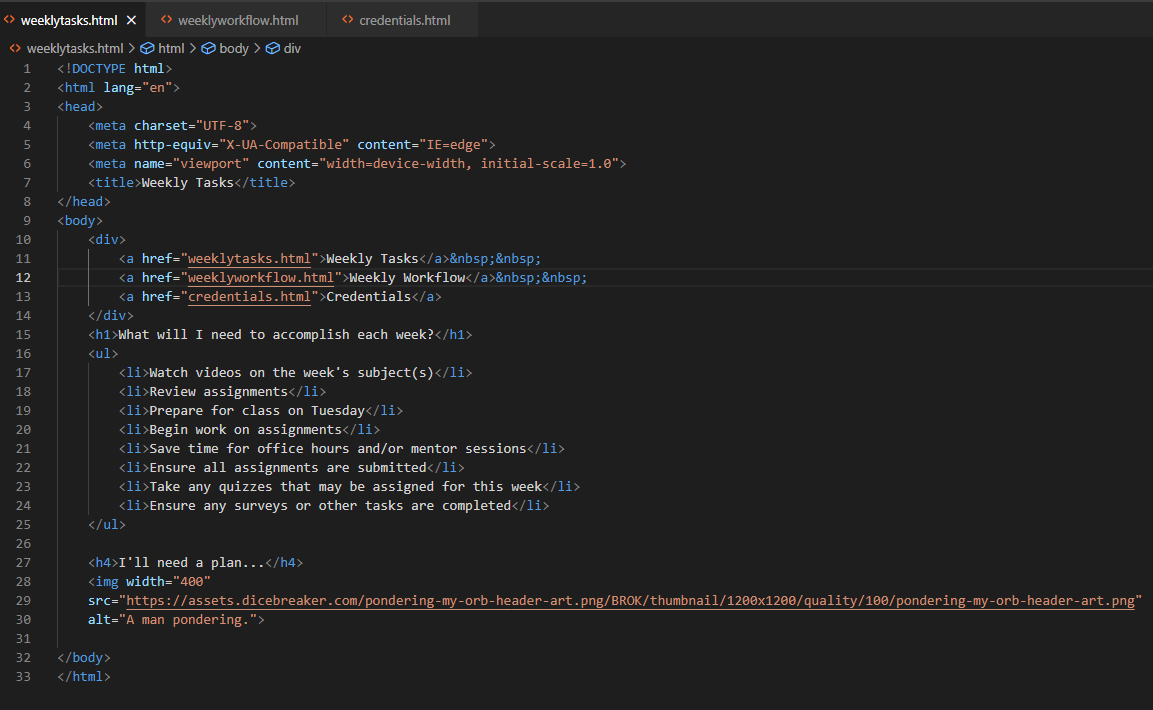 weeklytasks.html
weeklyworkflow.html
credentials.html
weeklytasks.html > html > body > div
1 <!DOCTYPE html>
2 <html lang="en">
3 <head>
4 <meta charset="UTF-8">
5 <meta http-equiv="X-UA-Compatible" content="IE=edge">
6 <meta name="viewport" content="width=device-width, initial-scale=1.0">
7 <title>Weekly Tasks</title>
8 </head>
9 <body>
10 <div>
11 <a href="weeklytasks.html">Weekly Tasks</a>&nbsp;&nbsp;
12 <a href="weeklyworkflow.html">Weekly Workflow</a>&nbsp;&nbsp;
13 <a href="credentials.html">Credentials</a>
14 </div>
15 <h1>What will I need to accomplish each week?</h1>
16 <ul>
17 <li>Watch videos on the week's subject(s)</li>
18 <li>Review assignments</li>
19 <li>Prepare for class on Tuesday</li>
20 <li>Begin work on assignments</li>
21 <li>Save time for office hours and/or mentor sessions</li>
22 <li>Ensure all assignments are submitted</li>
23 <li>Take any quizzes that may be assigned for this week</li>
24 <li>Ensure any surveys or other tasks are completed</li>
25 </ul>
26
27 <h4>I'll need a plan...</h4>
28 <img width="400"
29 src="https://assets.dicebreaker.com/pondering-my-orb-header-art.png/BROK/thumbnail/1200x1200/quality/100/pondering-my-orb-header-art.png"
30 alt="A man pondering.">
31
32 </body>
33 </html>